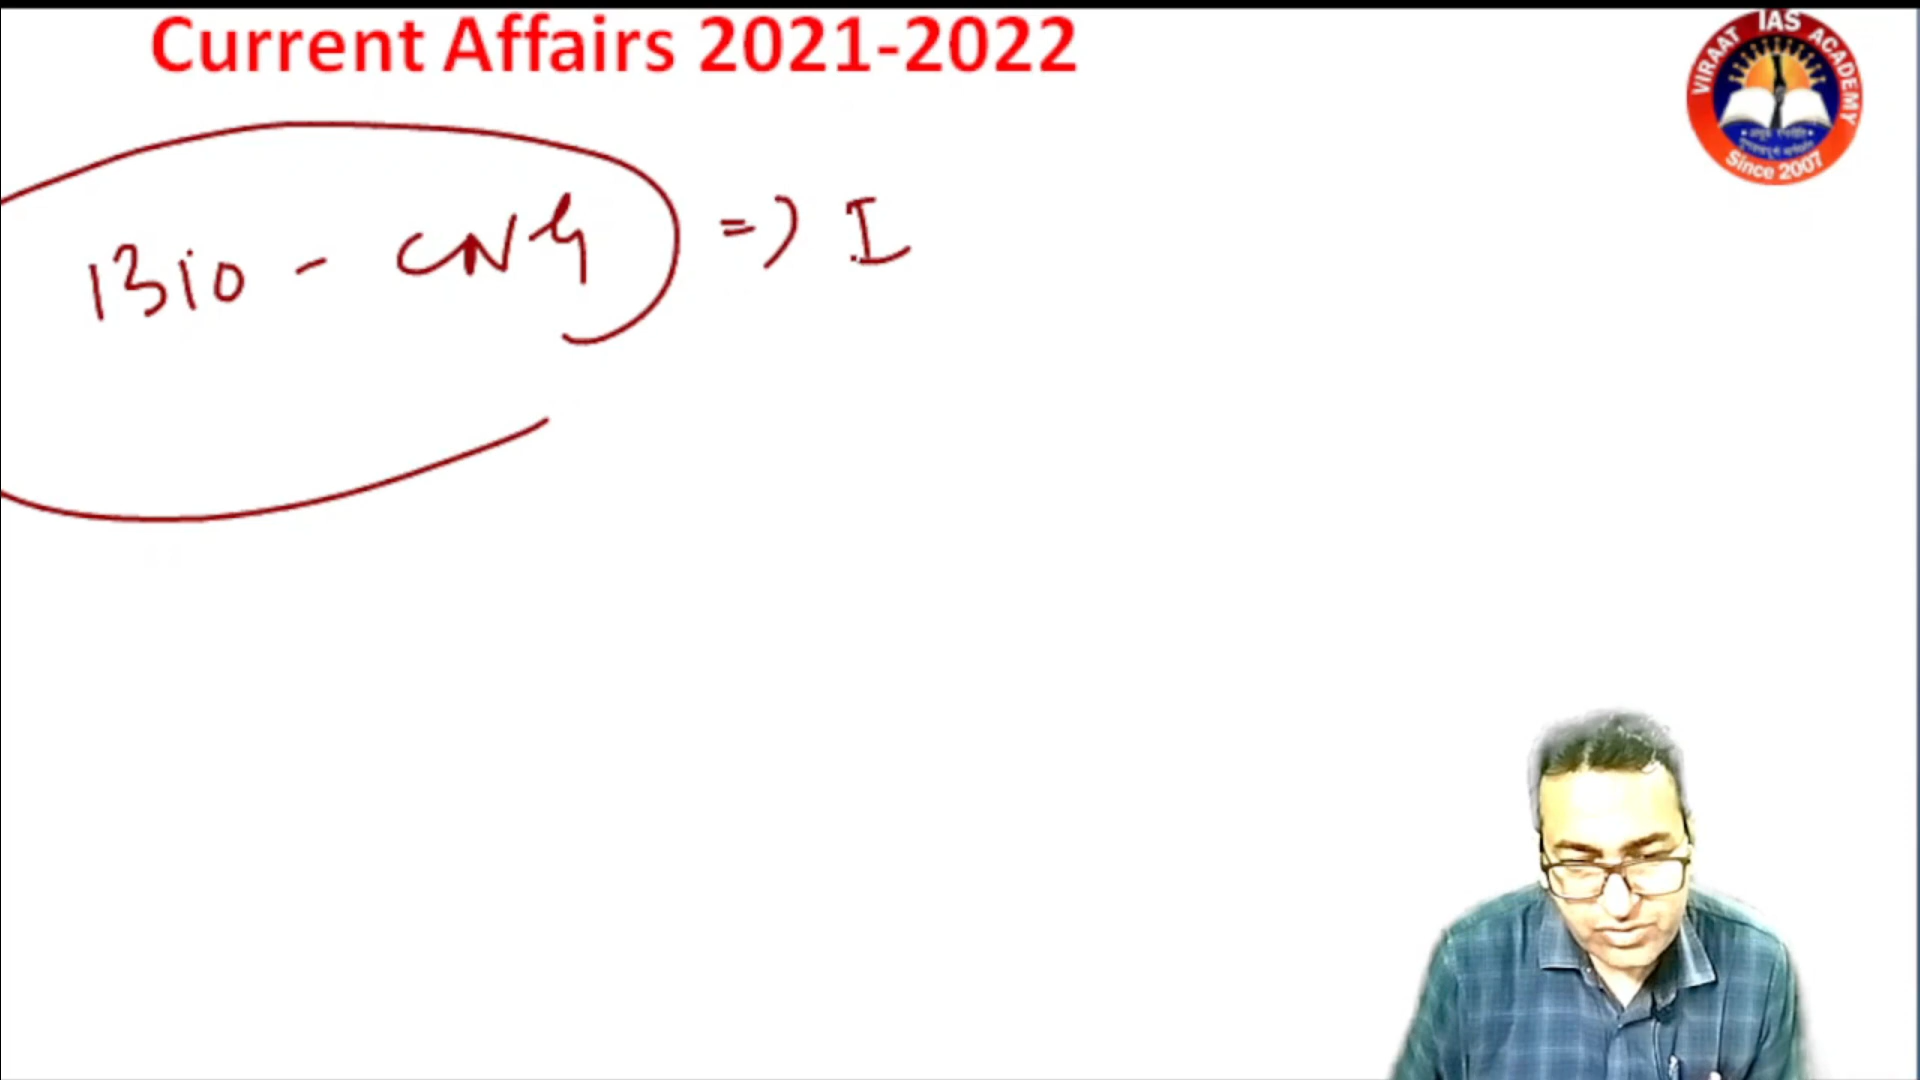 Current Affairs 2021-2022
VIRAAT IAS ACADEMY
Since 2007
Bio - CNG => I